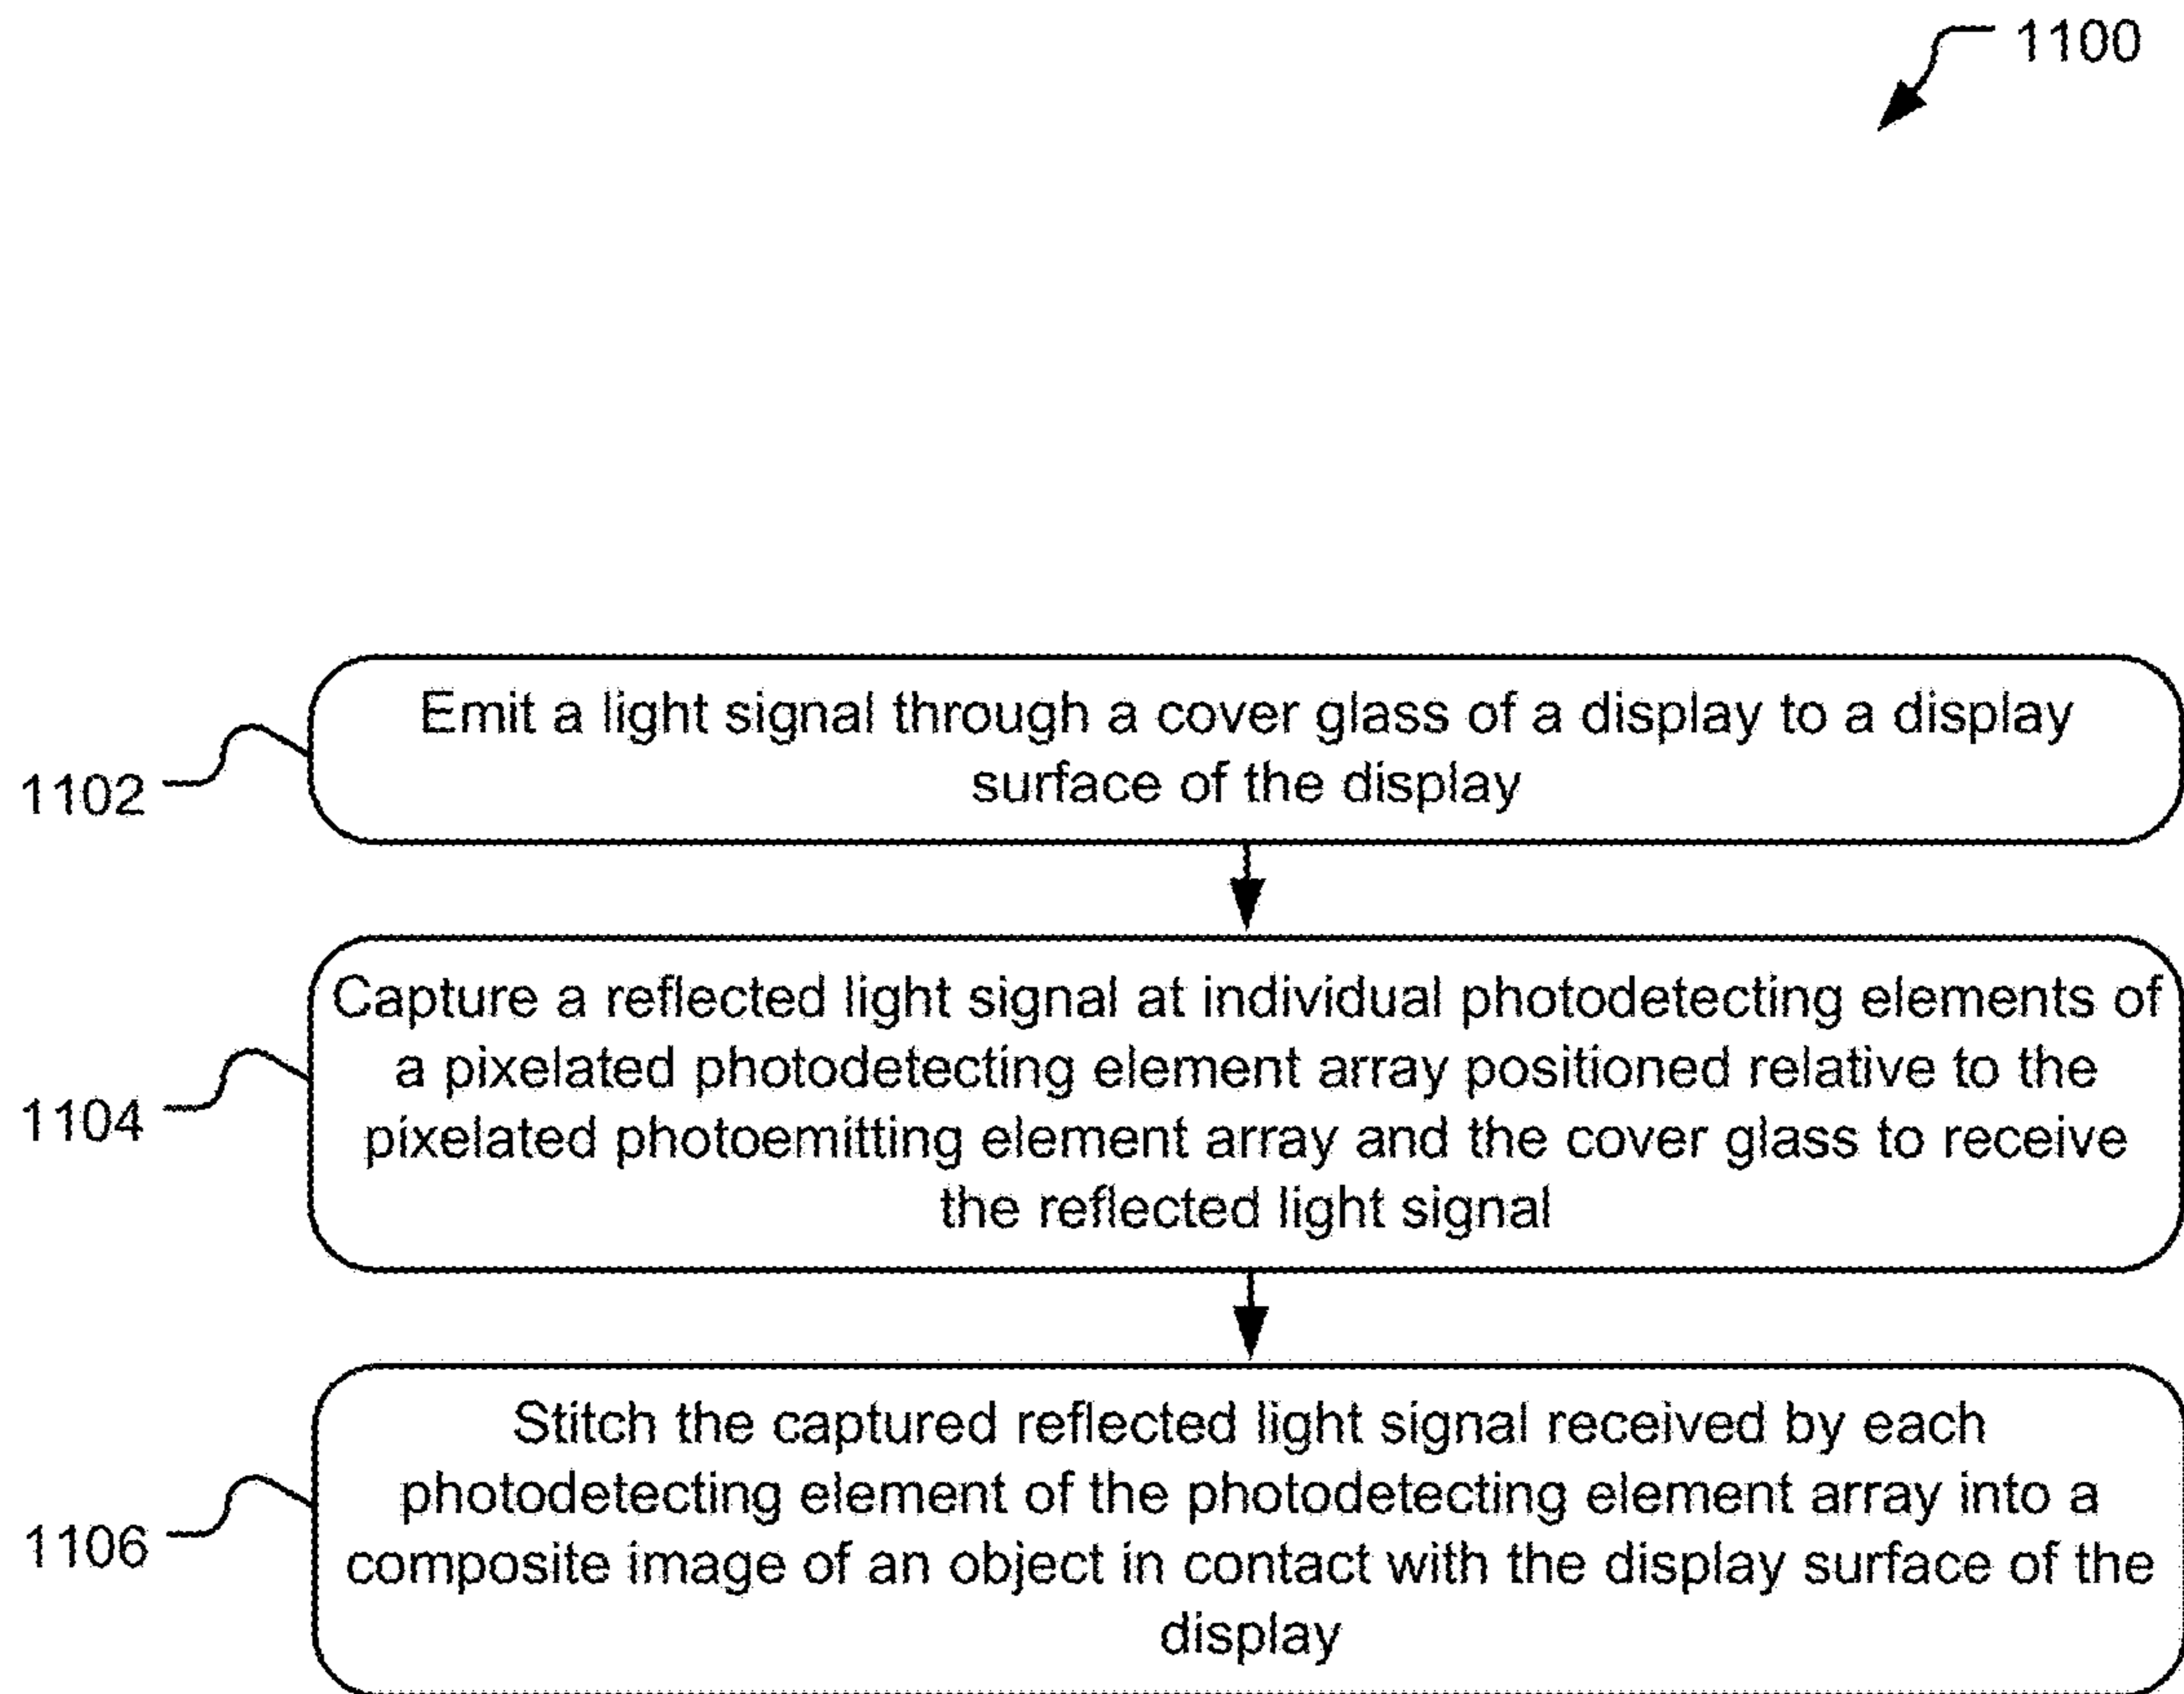 1100
Emit a light signal through a cover glass of a display to a display
surface of the display
1102
Capture a reflected light signal at individual photodetecting elements of
a pixelated photodetecting element array positioned relative to the
pixelated photoemitting element array and the cover glass to receive
the reflected light signal
1104
Stitch the captured reflected light signal received by each
photodetecting element of the photodetecting element array into a
composite image of an object in contact with the display surface of the
display
1106